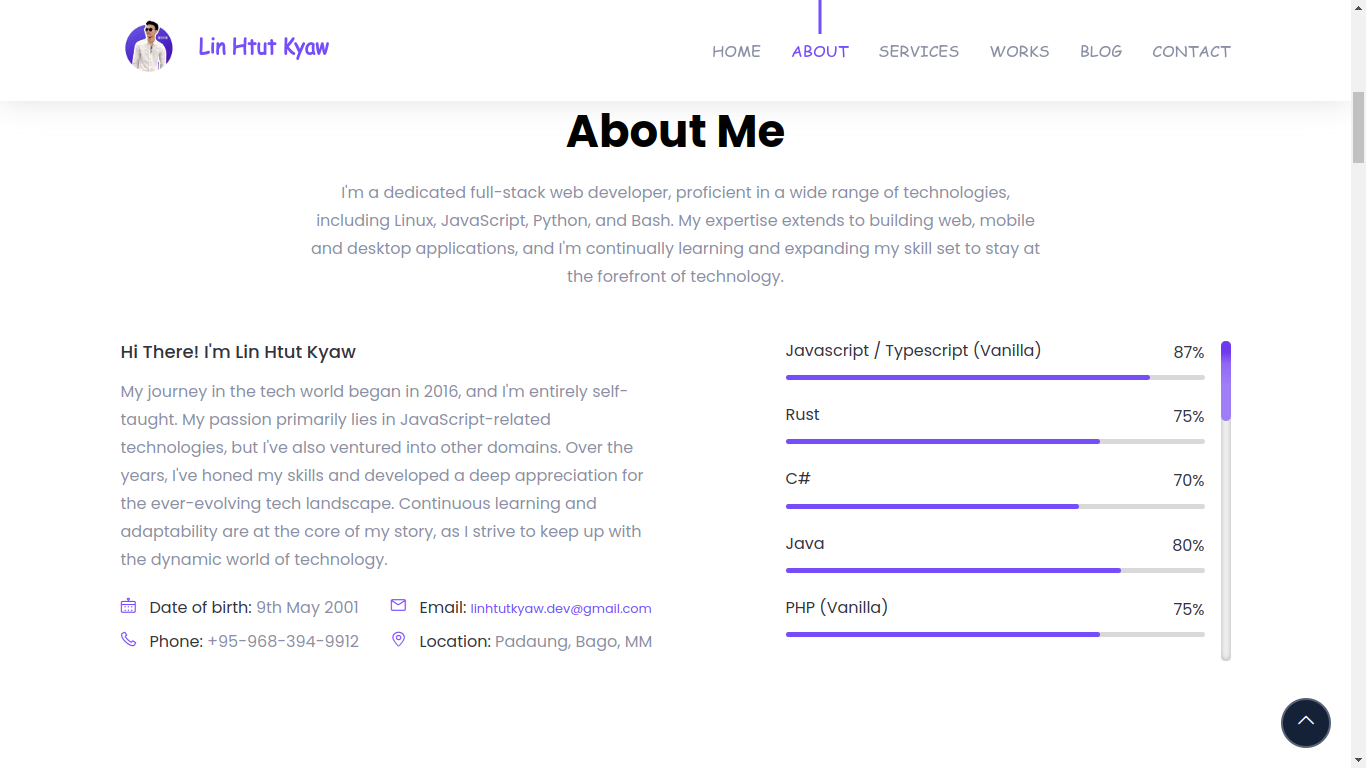 Lin Htut Kyaw
HOME ABOUT SERVICES WORKS BLOG CONTACT
About Me
I'm a dedicated full-stack web developer, proficient in a wide range of technologies,
including Linux, JavaScript, Python, and Bash. My expertise extends to building web, mobile
and desktop applications, and I'm continually learning and expanding my skill set to stay at
the forefront of technology.
Hi There! I'm Lin Htut Kyaw
My journey in the tech world began in 2016, and I'm entirely self-
taught. My passion primarily lies in JavaScript-related
technologies, but I've also ventured into other domains. Over the
years, I've honed my skills and developed a deep appreciation for
the ever-evolving tech landscape. Continuous learning and
adaptability are at the core of my story, as I strive to keep up with
the dynamic world of technology.
Date of birth: 9th May 2001
Email: linhtutkyaw.dev@gmail.com
Phone: +95-968-394-9912
Location: Padaung, Bago, MM
Javascript / Typescript (Vanilla) 87%
Rust 75%
C# 70%
Java 80%
PHP (Vanilla) 75%